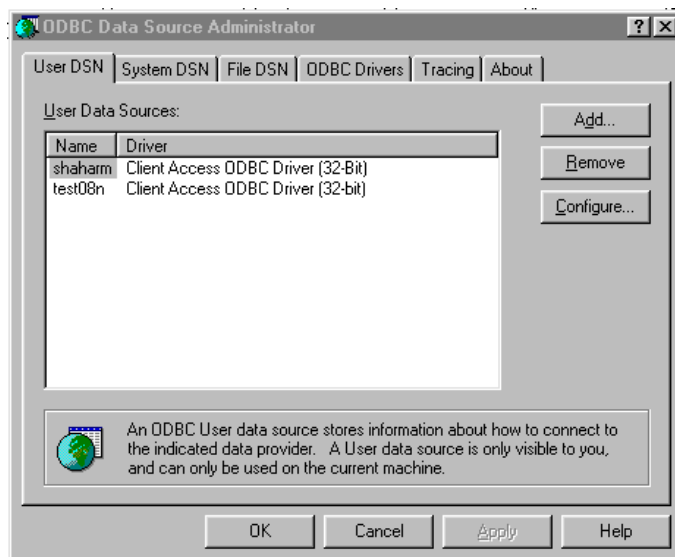 ODBC Data Source Administrator
User DSN System DSN File DSN ODBC Drivers Tracing About
User Data Sources:
Name Driver
shaharm Client Access ODBC Driver (32-Bit)
test08n Client Access ODBC Driver (32-bit)
Add...
Remove
Configure...
An ODBC User data source stores information about how to connect to
the indicated data provider. A User data source is only visible to you,
and can only be used on the current machine.
OK Cancel Apply Help